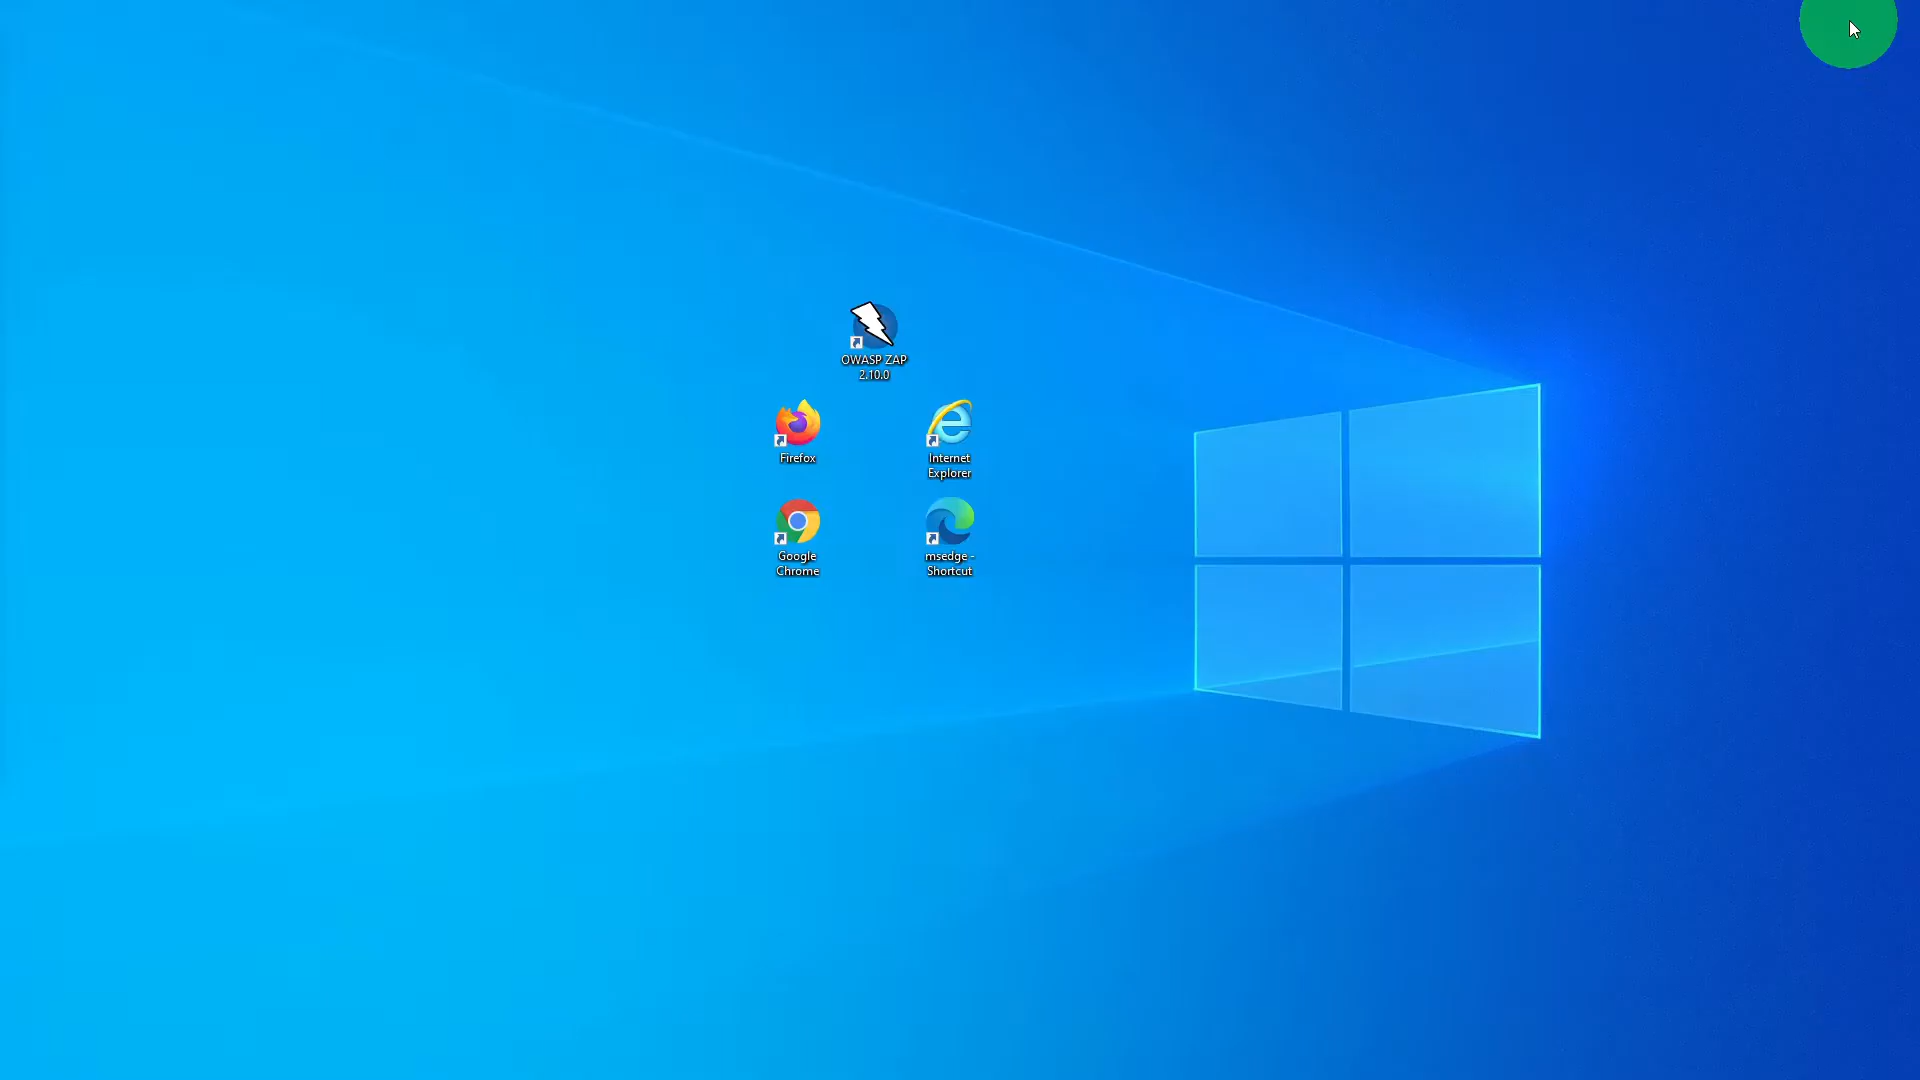 OWASP ZAP
2.10.0
Firefox
Internet
Explorer
Google
Chrome
msedge -
Shortcut